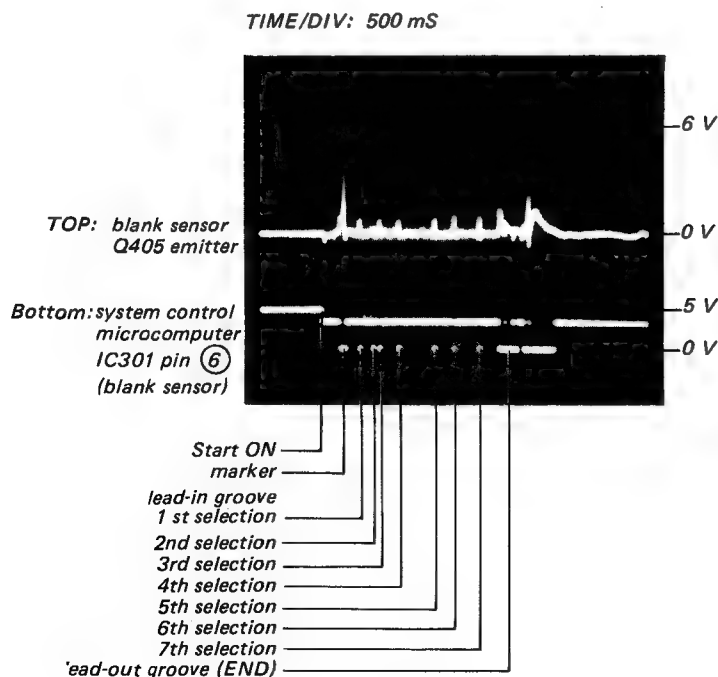 TIME/DIV: 500 mS
6 V
TOP: blank sensor
Q405 emitter
0 V
Bottom: system control
microcomputer
IC301 pin 6
(blank sensor)
5 V
0 V
Start ON
marker
lead-in groove
1 st selection
2nd selection
3rd selection
4th selection
5th selection
6th selection
7th selection
'ead-out groove (END)